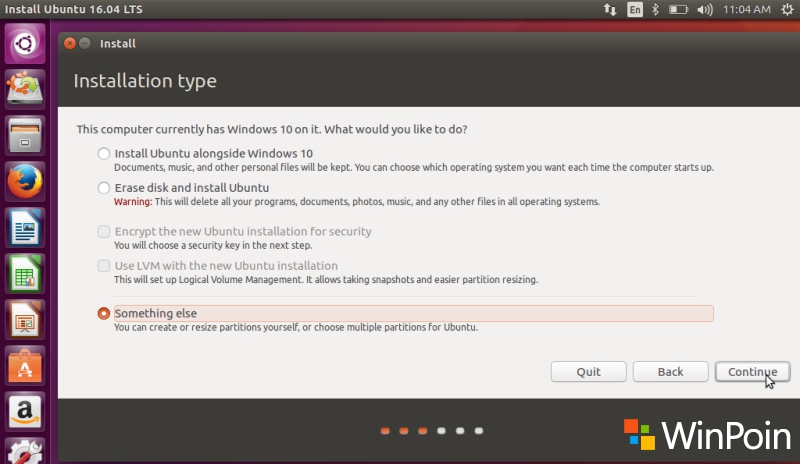 Install Ubuntu 16.04 LTS
En
11:04 AM
Install
Installation type
This computer currently has Windows 10 on it. What would you like to do?
Install Ubuntu alongside Windows 10
Documents, music, and other personal files will be kept. You can choose which operating system you want each time the computer starts up.
Erase disk and install Ubuntu
Warning: This will delete all your programs, documents, photos, music, and any other files in all operating systems.
Encrypt the new Ubuntu installation for security
You will choose a security key in the next step.
Use LVM with the new Ubuntu installation
This will set up Logical Volume Management. It allows taking snapshots and easier partition resizing.
Something else
You can create or resize partitions yourself, or choose multiple partitions for Ubuntu.
Quit
Back
Continue
WinPoin